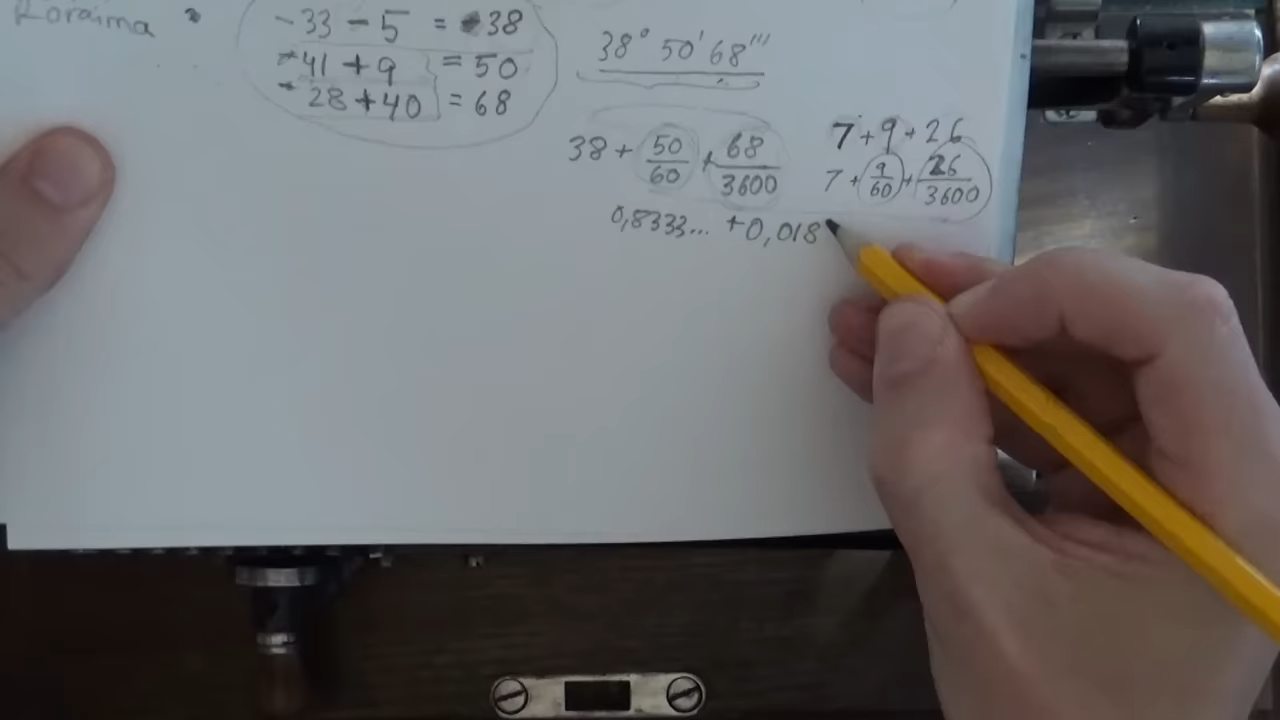 Roraima
-33 - 5 = -38
-41 + 9 = 50
-28 + 40 = 68
38° 50' 68'''
38 + 50/60 + 68/3600
0,8333... + 0,018
7 + 9 + 26
7 + 9/60 + 26/3600